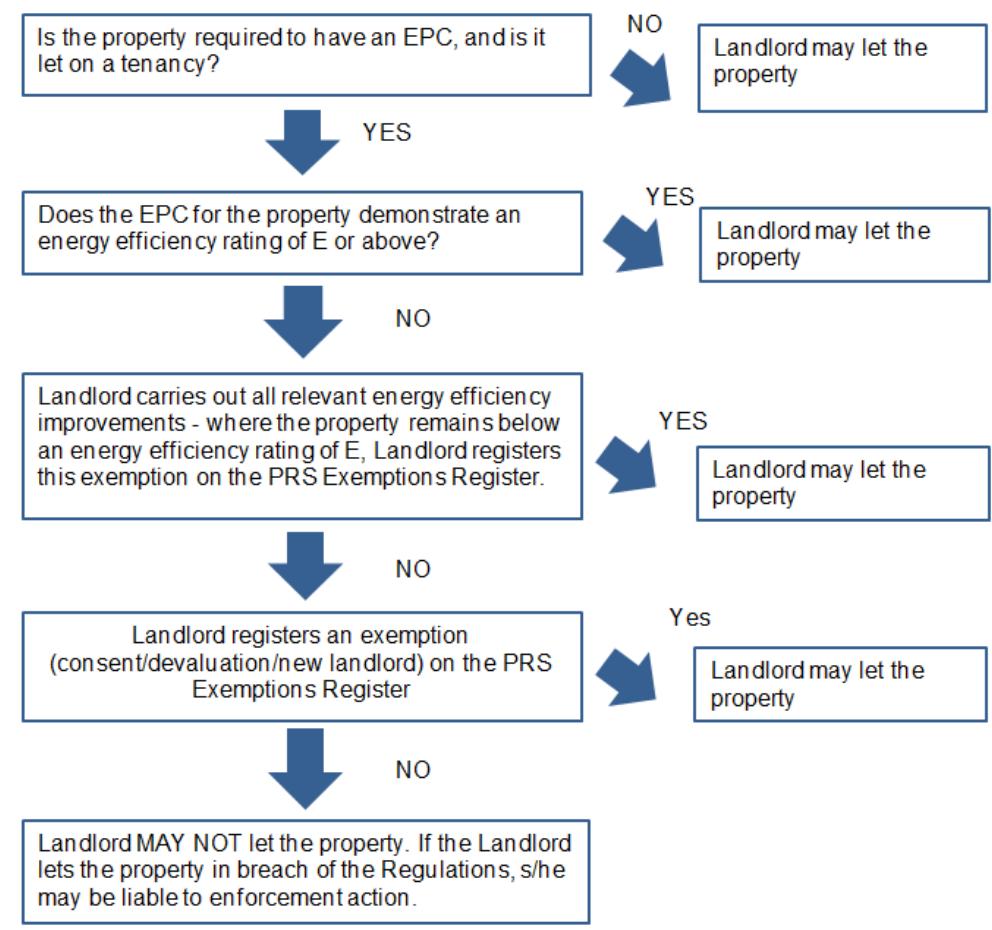 Is the property required to have an EPC, and is it
let on a tenancy?
NO
Landlord may let the
property
YES
Does the EPC for the property demonstrate an
energy efficiency rating of E or above?
YES
Landlord may let the
property
NO
Landlord carries out all relevant energy efficiency
improvements - where the property remains below
an energy efficiency rating of E, Landlord registers
this exemption on the PRS Exemptions Register.
YES
Landlord may let the
property
NO
Landlord registers an exemption
(consent/devaluation/new landlord) on the PRS
Exemptions Register
Yes
Landlord may let the
property
NO
Landlord MAY NOT let the property. If the Landlord
lets the property in breach of the Regulations, s/he
may be liable to enforcement action.